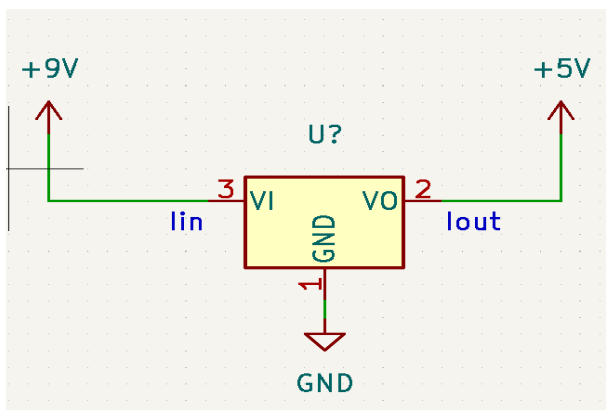 +9V
+5V
U?
3
VI
VO
2
Iin
Iout
GND
1
GND